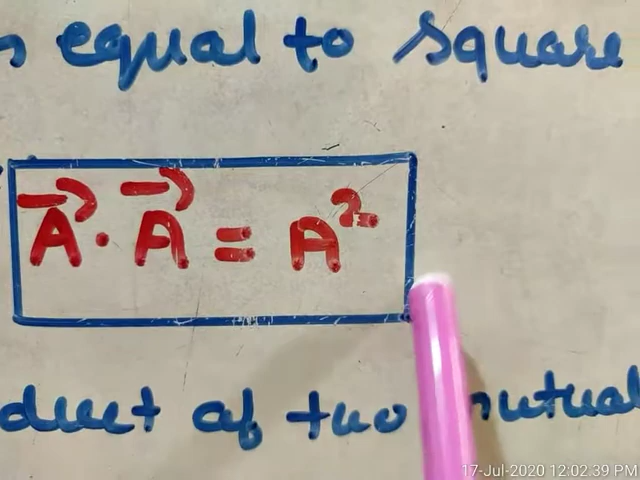 equal to square
A⃗ · A⃗ = A²
duct of two mutual
17-Jul-2020 12:02:39 PM